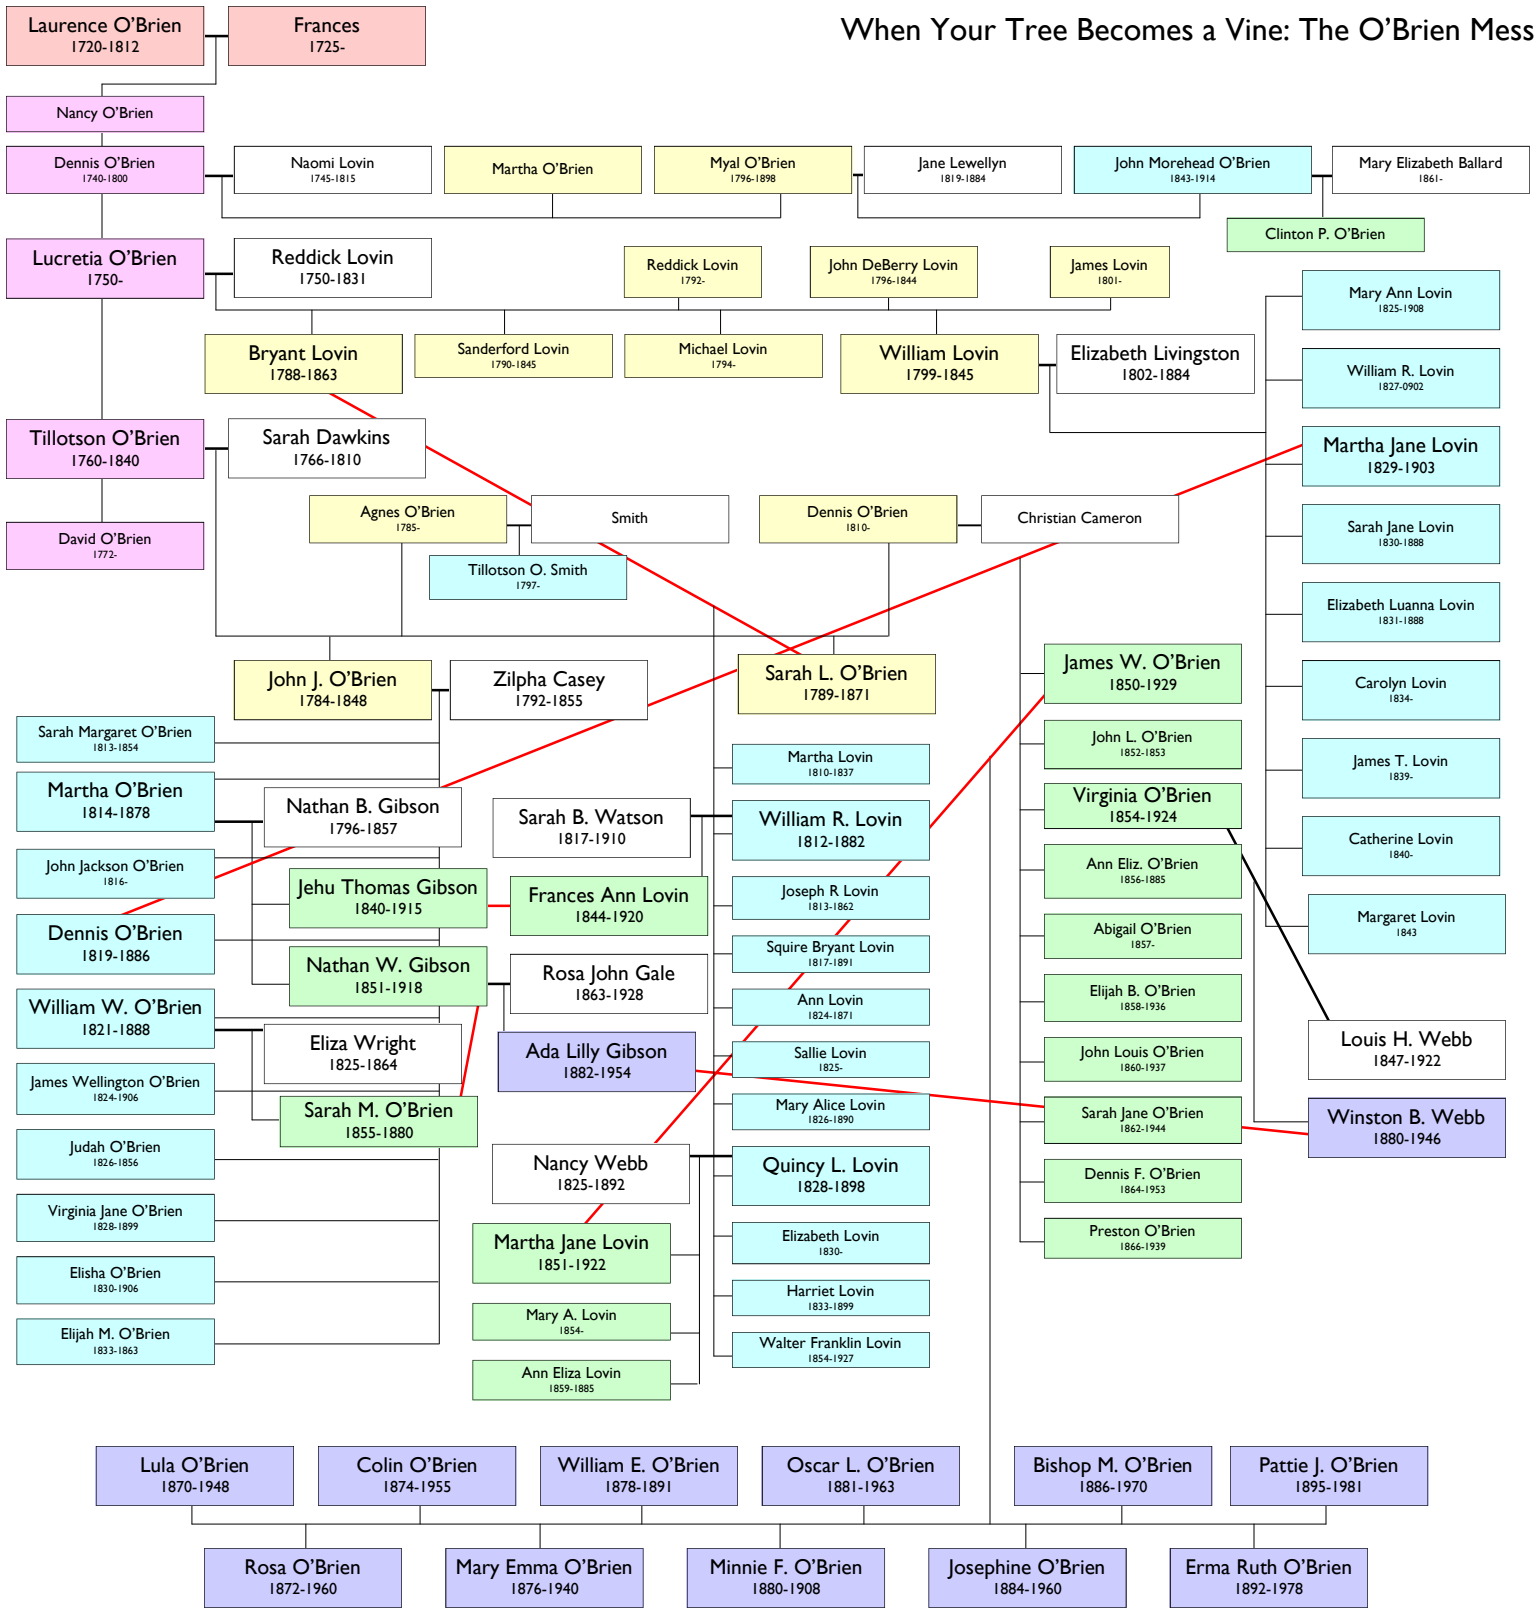 When Your Tree Becomes a Vine: The O'Brien Mess
Laurence O'Brien
1720-1812
Frances
1725-
Nancy O'Brien
Dennis O'Brien
1740-1800
Naomi Lovin
1745-1815
Martha O'Brien
Myal O'Brien
1796-1898
Jane Lewellyn
1819-1884
John Morehead O'Brien
1843-1914
Mary Elizabeth Ballard
1861-
Clinton P. O'Brien
Lucretia O'Brien
1750-
Reddick Lovin
1750-1831
Reddick Lovin
1792-
John DeBerry Lovin
1796-1844
James Lovin
1801-
Mary Ann Lovin
1825-1908
Bryant Lovin
1788-1863
Sanderford Lovin
1790-1845
Michael Lovin
1794-
William Lovin
1799-1845
Elizabeth Livingston
1802-1884
William R. Lovin
1827-0902
Tillotson O'Brien
1760-1840
Sarah Dawkins
1766-1810
Martha Jane Lovin
1829-1903
Agnes O'Brien
1785-
Smith
Dennis O'Brien
1810-
Christian Cameron
Sarah Jane Lovin
1830-1888
David O'Brien
1772-
Tillotson O. Smith
1797-
Elizabeth Luanna Lovin
1831-1888
John J. O'Brien
1784-1848
Zilpha Casey
1792-1855
Sarah L. O'Brien
1789-1871
James W. O'Brien
1850-1929
Carolyn Lovin
1834-
Sarah Margaret O'Brien
1813-1854
Martha Lovin
1810-1837
John L. O'Brien
1852-1853
James T. Lovin
1839-
Martha O'Brien
1814-1878
Nathan B. Gibson
1796-1857
Sarah B. Watson
1817-1910
William R. Lovin
1812-1882
Virginia O'Brien
1854-1924
Catherine Lovin
1840-
John Jackson O'Brien
1816-
Jehu Thomas Gibson
1840-1915
Frances Ann Lovin
1844-1920
Joseph R Lovin
1813-1862
Ann Eliz. O'Brien
1856-1885
Margaret Lovin
1843
Dennis O'Brien
1819-1886
Nathan W. Gibson
1851-1918
Rosa John Gale
1863-1928
Squire Bryant Lovin
1817-1891
Abigail O'Brien
1857-
William W. O'Brien
1821-1888
Eliza Wright
1825-1864
Ann Lovin
1824-1871
Elijah B. O'Brien
1858-1936
Louis H. Webb
1847-1922
Ada Lilly Gibson
1882-1954
Sallie Lovin
1825-
John Louis O'Brien
1860-1937
James Wellington O'Brien
1824-1906
Sarah M. O'Brien
1855-1880
Mary Alice Lovin
1826-1890
Sarah Jane O'Brien
1862-1944
Winston B. Webb
1880-1946
Judah O'Brien
1826-1856
Nancy Webb
1825-1892
Quincy L. Lovin
1828-1898
Dennis F. O'Brien
1864-1953
Virginia Jane O'Brien
1828-1899
Martha Jane Lovin
1851-1922
Elizabeth Lovin
1830-
Preston O'Brien
1866-1939
Elisha O'Brien
1830-1906
Mary A. Lovin
1854-
Harriet Lovin
1833-1899
Elijah M. O'Brien
1833-1863
Ann Eliza Lovin
1859-1885
Walter Franklin Lovin
1854-1927
Lula O'Brien
1870-1948
Colin O'Brien
1874-1955
William E. O'Brien
1878-1891
Oscar L. O'Brien
1881-1963
Bishop M. O'Brien
1886-1970
Pattie J. O'Brien
1895-1981
Rosa O'Brien
1872-1960
Mary Emma O'Brien
1876-1940
Minnie F. O'Brien
1880-1908
Josephine O'Brien
1884-1960
Erma Ruth O'Brien
1892-1978